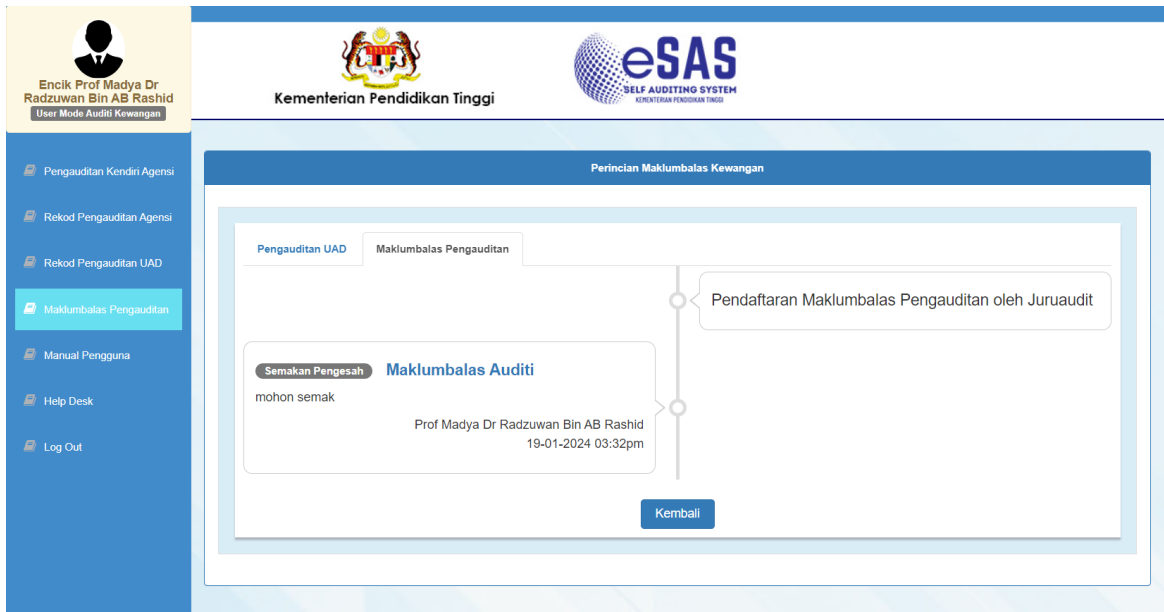 Encik Prof Madya Dr
Radzuwan Bin AB Rashid
User Mode Auditi Kewangan
Kementerian Pendidikan Tinggi
eSAS
SELF AUDITING SYSTEM
KEMENTERIAN PENDIDIKAN TINGGI
Pengauditan Kendiri Agensi
Rekod Pengauditan Agensi
Rekod Pengauditan UAD
Maklumbalas Pengauditan
Manual Pengguna
Help Desk
Log Out
Perincian Maklumbalas Kewangan
Pengauditan UAD
Maklumbalas Pengauditan
Pendaftaran Maklumbalas Pengauditan oleh Juruaudit
Semakan Pengesah Maklumbalas Auditi
mohon semak
Prof Madya Dr Radzuwan Bin AB Rashid
19-01-2024 03:32pm
Kembali